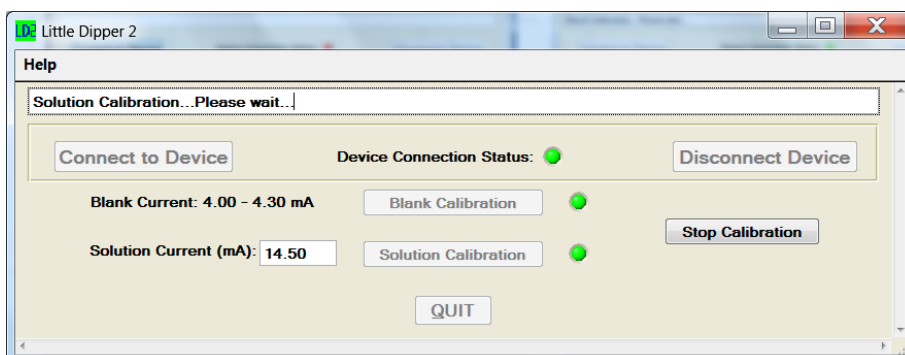 LD2 Little Dipper 2
Help
Solution Calibration...Please wait...
Connect to Device Device Connection Status: Disconnect Device
Blank Current: 4.00 - 4.30 mA Blank Calibration
Stop Calibration
Solution Current (mA): 14.50 Solution Calibration
QUIT